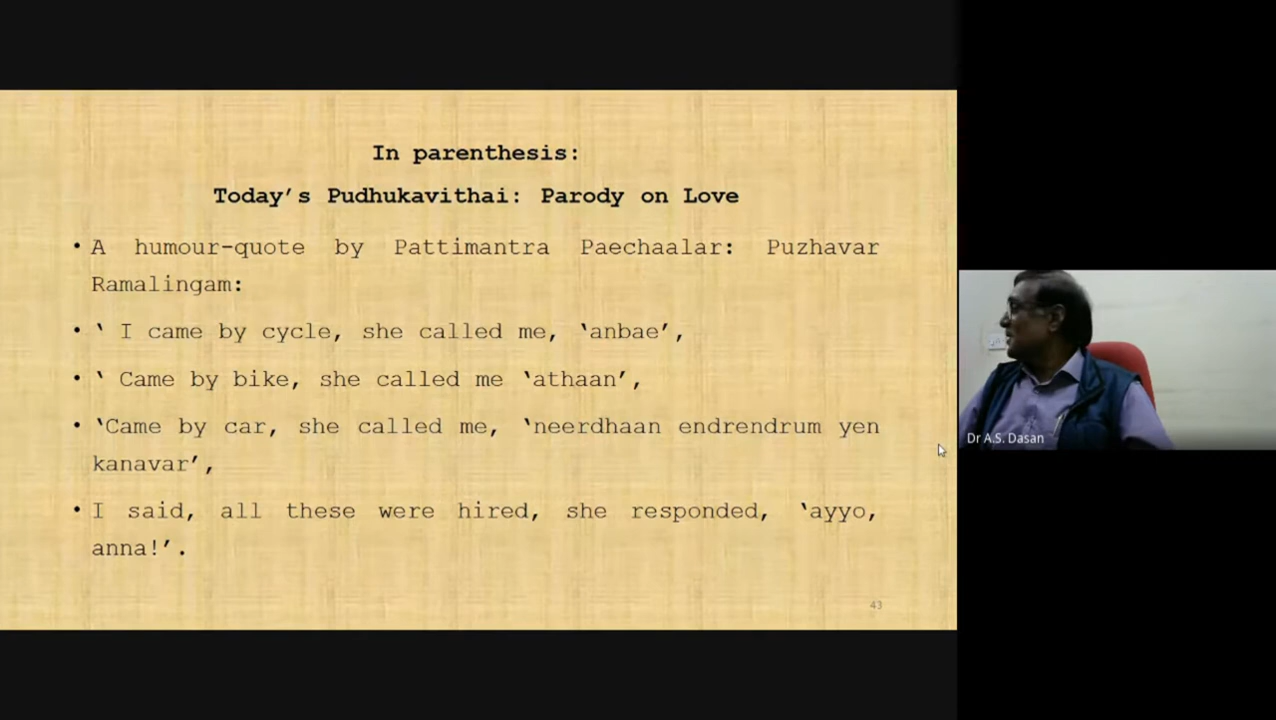 In parenthesis:
Today's Pudhukavithai: Parody on Love
• A humour-quote by Pattimantra Paechaalar: Puzhavar
Ramalingam:
• ‛ I came by cycle, she called me, ‛anbae’,
• ‛ Came by bike, she called me ‛athaan’,
• ‛Came by car, she called me, ‛neerdhaan endrendrum yen
kanavar’,
• I said, all these were hired, she responded, ‛ayyo,
anna!’.
43
Dr A.S. Dasan